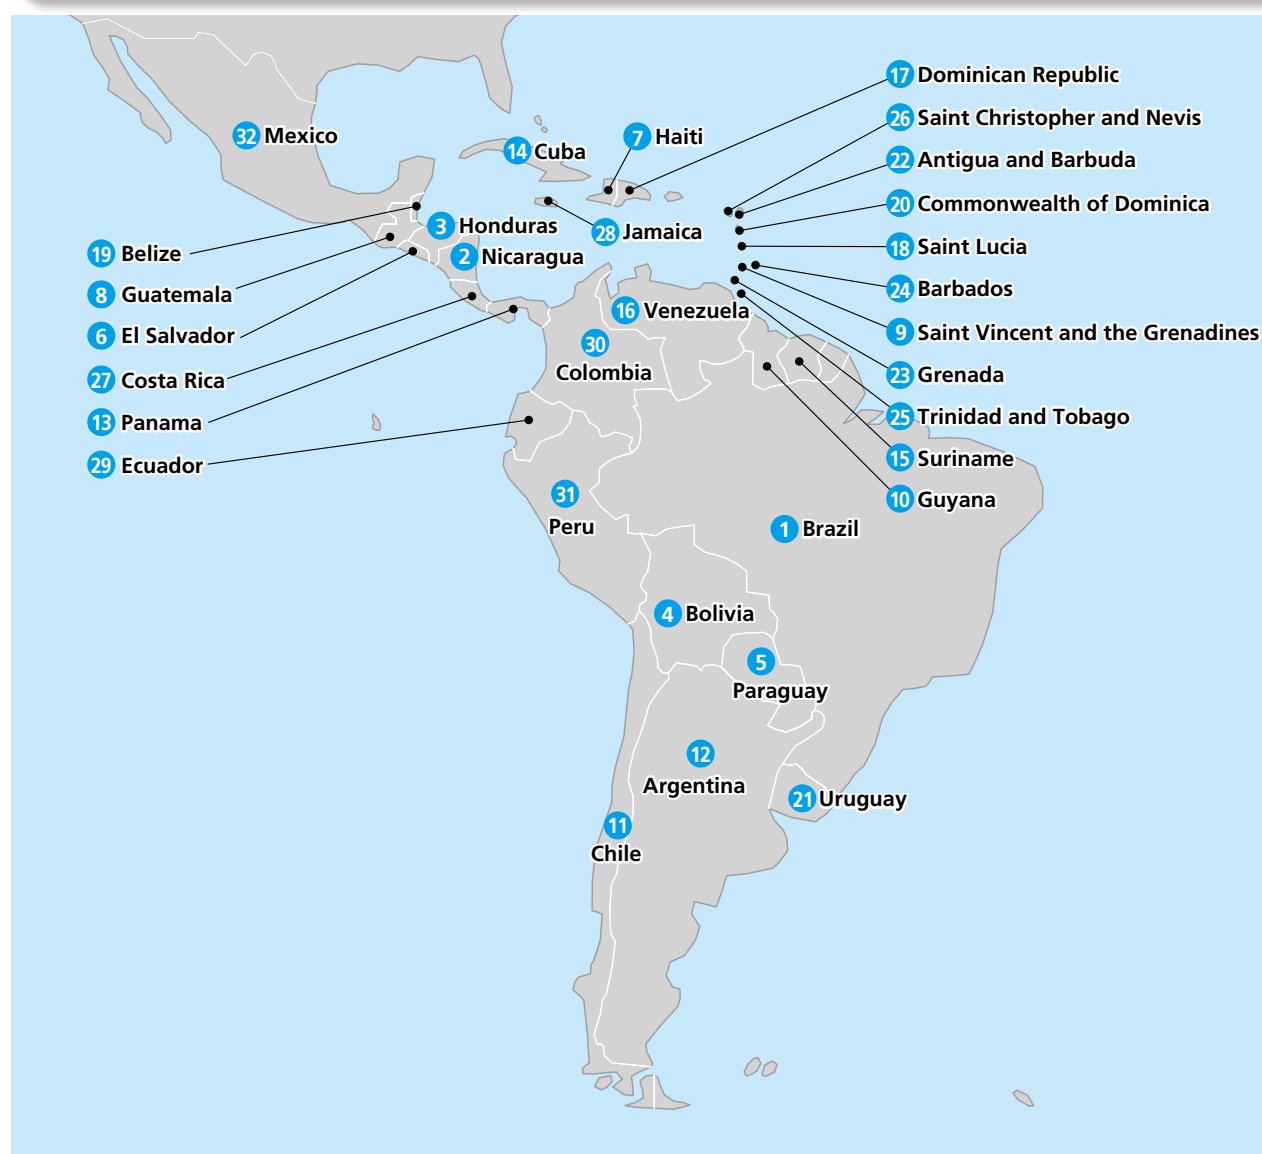 17 Dominican Republic
26 Saint Christopher and Nevis
32 Mexico
7 Haiti
14 Cuba
22 Antigua and Barbuda
20 Commonwealth of Dominica
3 Honduras
28 Jamaica
18 Saint Lucia
19 Belize
2 Nicaragua
24 Barbados
8 Guatemala
16 Venezuela
9 Saint Vincent and the Grenadines
6 El Salvador
30
Colombia
23 Grenada
27 Costa Rica
25 Trinidad and Tobago
13 Panama
15 Suriname
29 Ecuador
31
Peru
10 Guyana
1 Brazil
4 Bolivia
5
Paraguay
12
Argentina
21 Uruguay
11
Chile